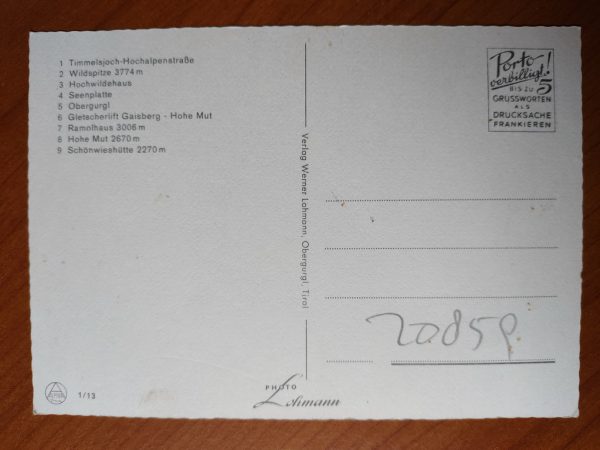 1 Timmelsjoch-Hochalpenstraße
2 Wildspitze 3774 m
3 Hochwildehaus
4 Seenplatte
5 Obergurgl
6 Gletscherlift Gaisberg - Hohe Mut
7 Ramolhaus 3006 m
8 Hohe Mut 2670 m
9 Schönwieshütte 2270 m
Verlag Werner Lohmann, Obergurgl, Tirol
Porto
verbilligt!
BIS ZU 5
GRUSSWORTEN
ALS
DRUCKSACHE
FRANKIEREN
20859
1/13
PHOTO
Lohmann